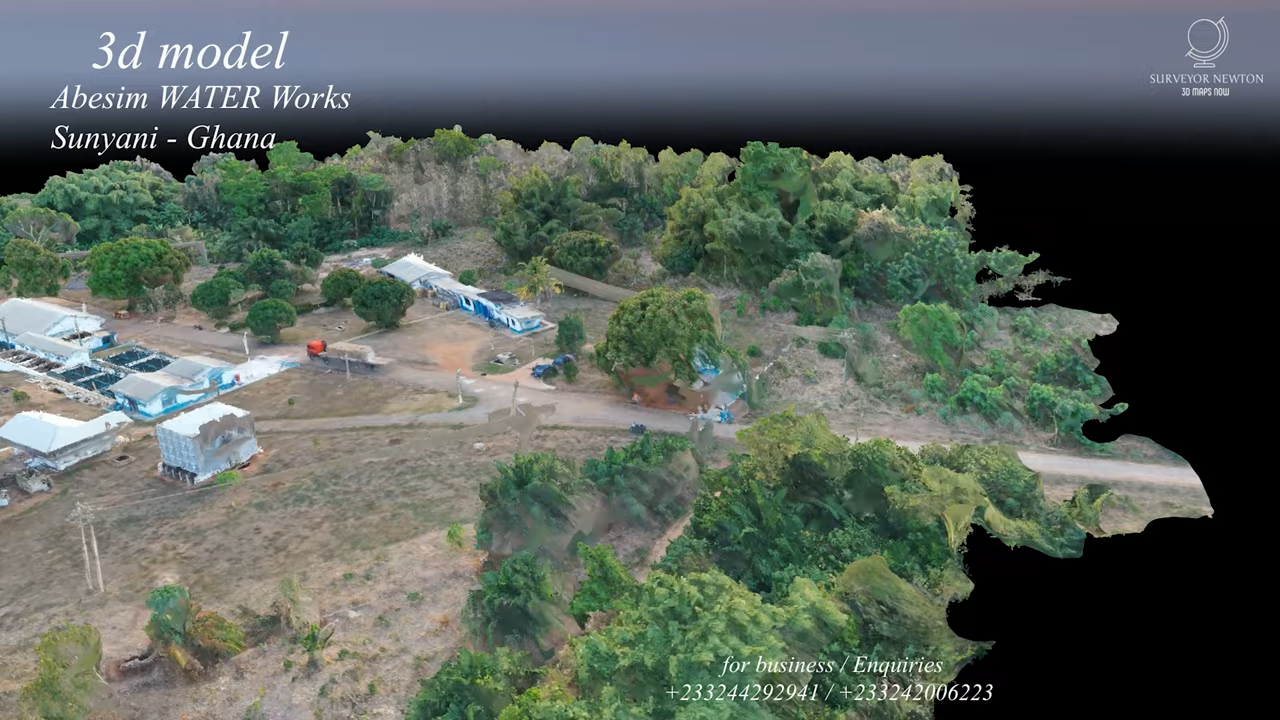 3d model
Abesim WATER Works
Sunyani - Ghana
SURVEYOR NEWTON
3D MAPS NOW
for business / Enquiries
+233244292941 / +233242006223